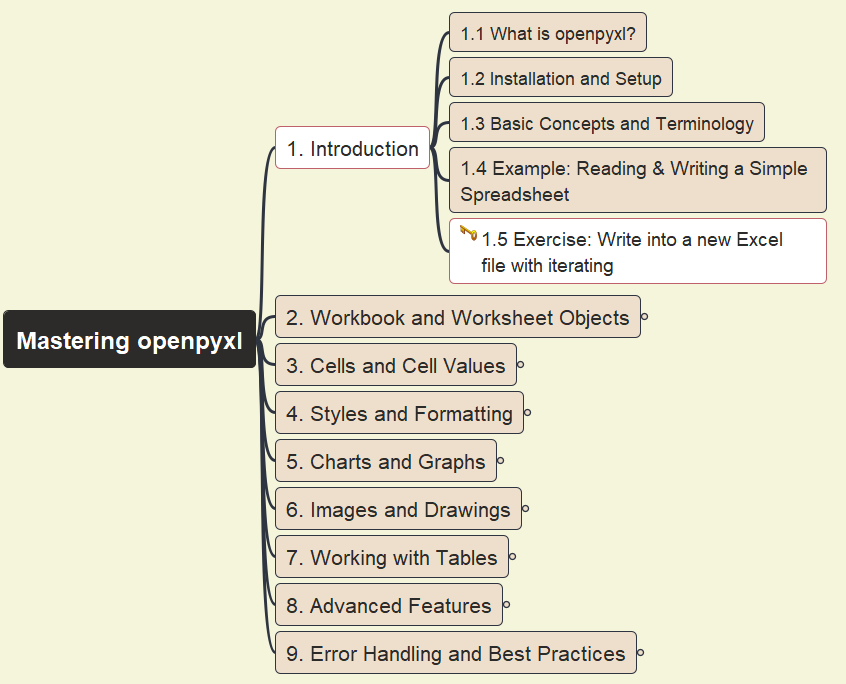 Mastering openpyxl
1. Introduction
1.1 What is openpyxl?
1.2 Installation and Setup
1.3 Basic Concepts and Terminology
1.4 Example: Reading & Writing a Simple
Spreadsheet
1.5 Exercise: Write into a new Excel
file with iterating
2. Workbook and Worksheet Objects
3. Cells and Cell Values
4. Styles and Formatting
5. Charts and Graphs
6. Images and Drawings
7. Working with Tables
8. Advanced Features
9. Error Handling and Best Practices